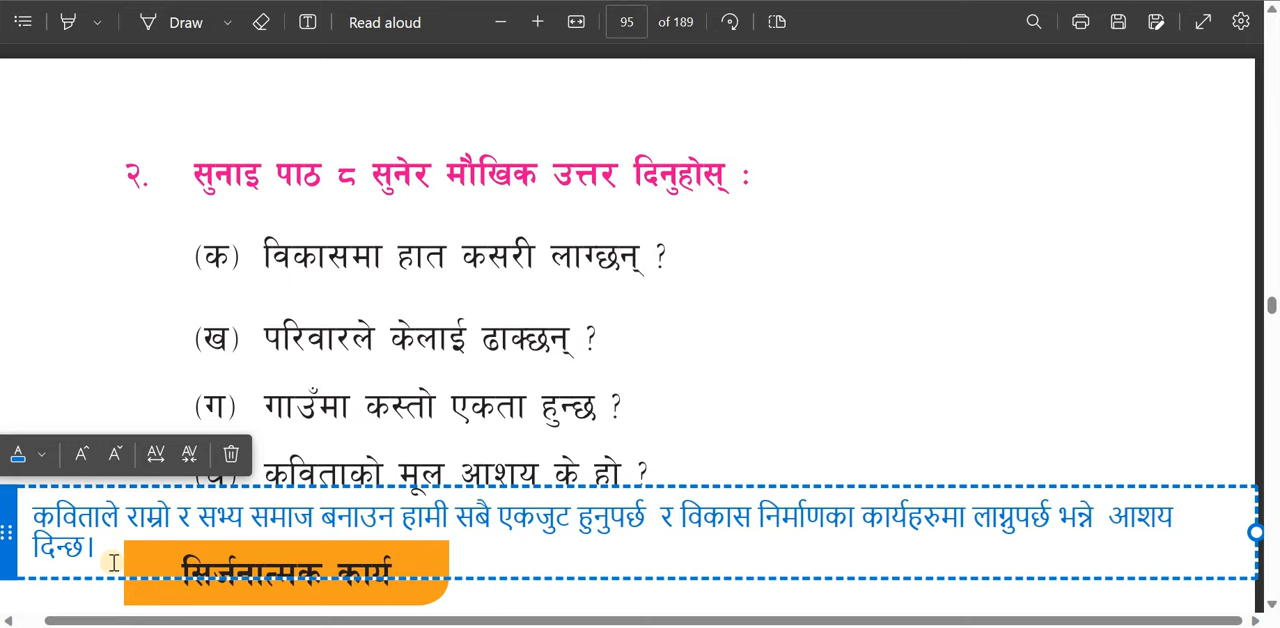 Draw
Read aloud
95 of 189
२. सुनाइ पाठ ८ सुनेर मौखिक उत्तर दिनुहोस् :
(क) विकासमा हात कसरी लाग्छन् ?
(ख) परिवारले केलाई ढाक्छन् ?
(ग) गाउँमा कस्तो एकता हुन्छ ?
(घ) कविताको मूल आशय के हो ?
कविताले राम्रो र सभ्य समाज बनाउन हामी सबै एकजुट हुनुपर्छ र विकास निर्माणका कार्यहरुमा लाग्नुपर्छ भन्ने आशय
दिन्छ।
सिर्जनात्मक कार्य